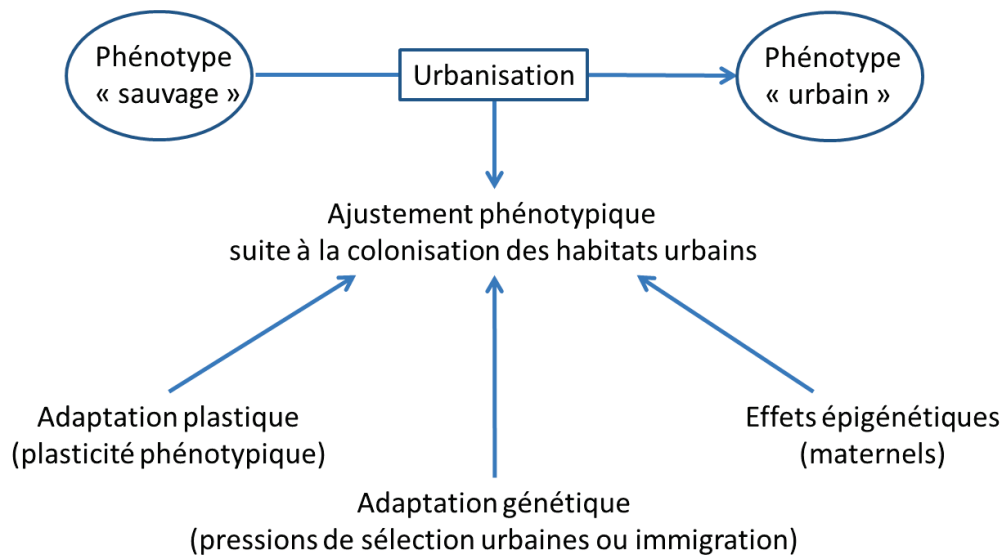 Phénotype
« sauvage »
Urbanisation
Phénotype
« urbain »
Ajustement phénotypique
suite à la colonisation des habitats urbains
Adaptation plastique
(plasticité phénotypique)
Effets épigénétiques
(maternels)
Adaptation génétique
(pressions de sélection urbaines ou immigration)